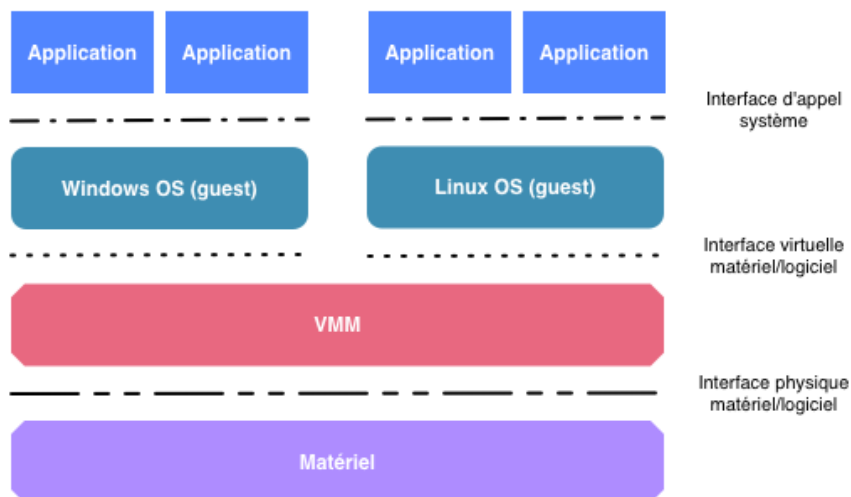 Application
Application
Application
Application
Interface d'appel
système
Windows OS (guest)
Linux OS (guest)
Interface virtuelle
matériel/logiciel
VMM
Interface physique
matériel/logiciel
Matériel